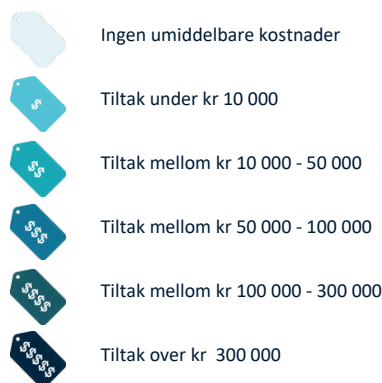 Ingen umiddelbare kostnader
$ Tiltak under kr 10 000
$$ Tiltak mellom kr 10 000 - 50 000
$$$ Tiltak mellom kr 50 000 - 100 000
$$$$ Tiltak mellom kr 100 000 - 300 000
$$$$$ Tiltak over kr  300 000